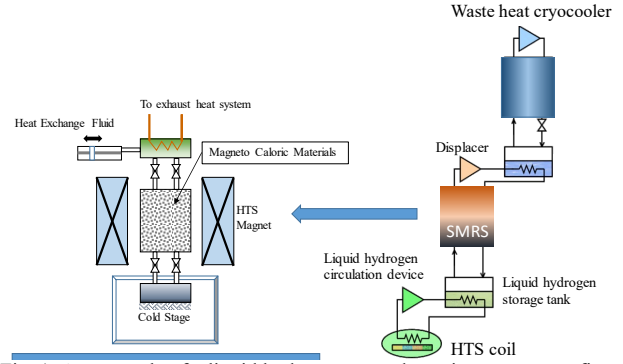 Waste heat cryocooler
To exhaust heat system
Heat Exchange Fluid
Magneto Caloric Materials
Displacer
HTS
Magnet
SMRS
Liquid hydrogen
circulation device
Liquid hydrogen
storage tank
Cold Stage
HTS coil